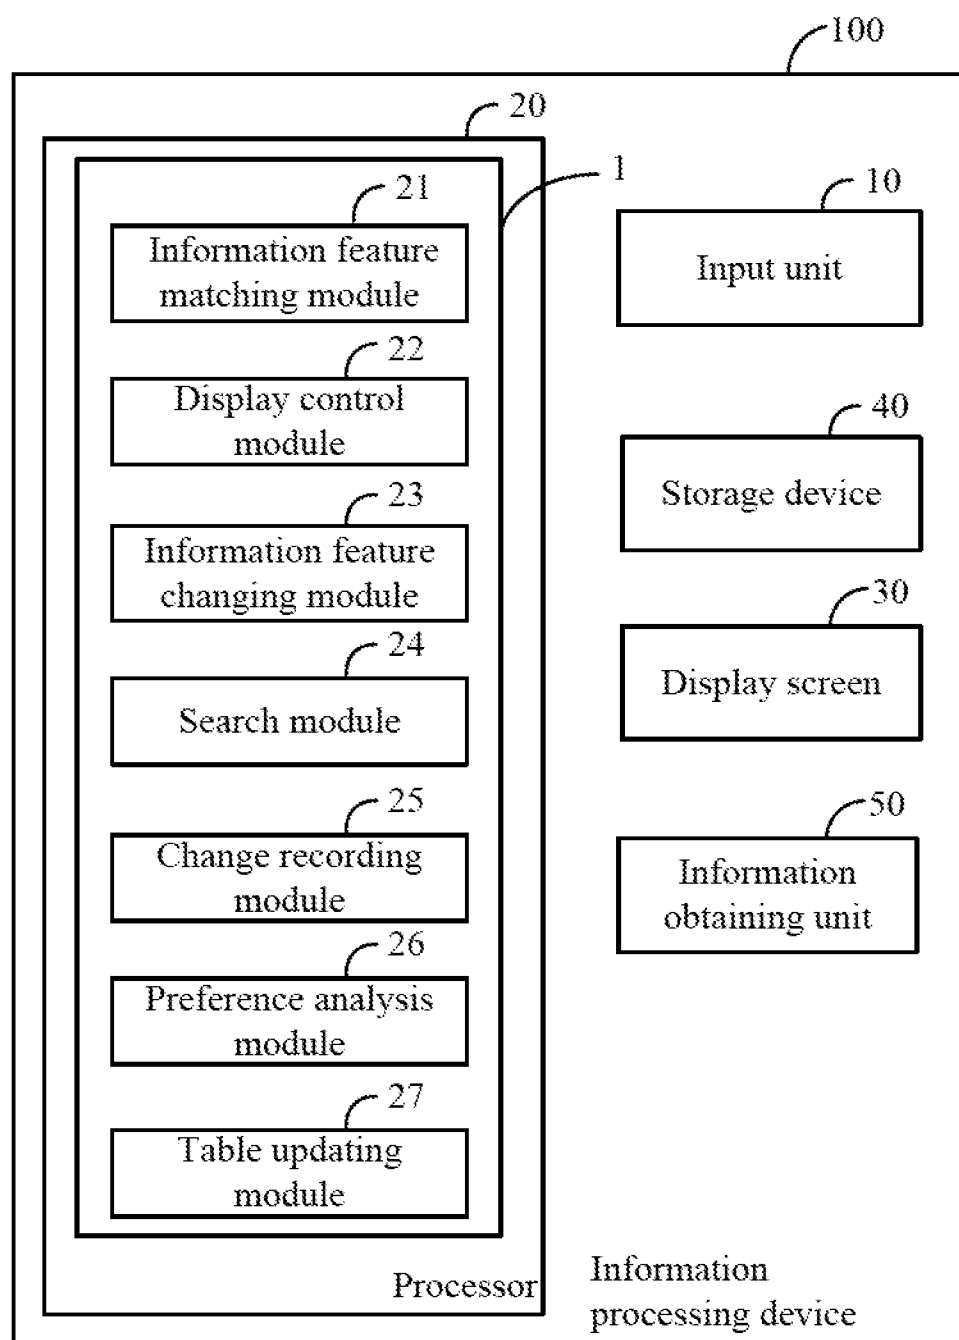 100
20
1
21
Information feature
matching module
22
Display control
module
23
Information feature
changing module
24
Search module
25
Change recording
module
26
Preference analysis
module
27
Table updating
module
Processor
10
Input unit
40
Storage device
30
Display screen
50
Information
obtaining unit
Information
processing device